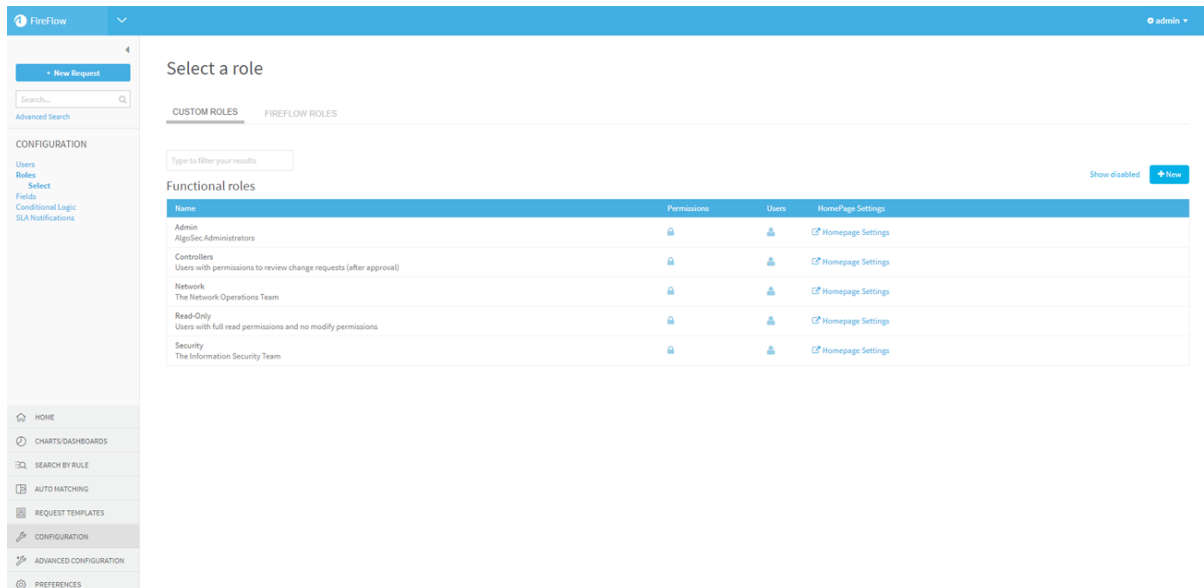 FireFlow
admin
+ New Request
Search...
Advanced Search
CONFIGURATION
Users
Roles
Select
Fields
Conditional Logic
SLA Notifications
HOME
CHARTS/DASHBOARDS
SEARCH BY RULE
AUTO MATCHING
REQUEST TEMPLATES
CONFIGURATION
ADVANCED CONFIGURATION
PREFERENCES
Select a role
CUSTOM ROLES FIREFLOW ROLES
Type to filter your results
Show disabled +New
Functional roles
Name Permissions Users HomePage Settings
Admin
AlgoSec Administrators
Homepage Settings
Controllers
Users with permissions to review change requests (after approval)
Homepage Settings
Network
The Network Operations Team
Homepage Settings
Read-Only
Users with full read permissions and no modify permissions
Homepage Settings
Security
The Information Security Team
Homepage Settings